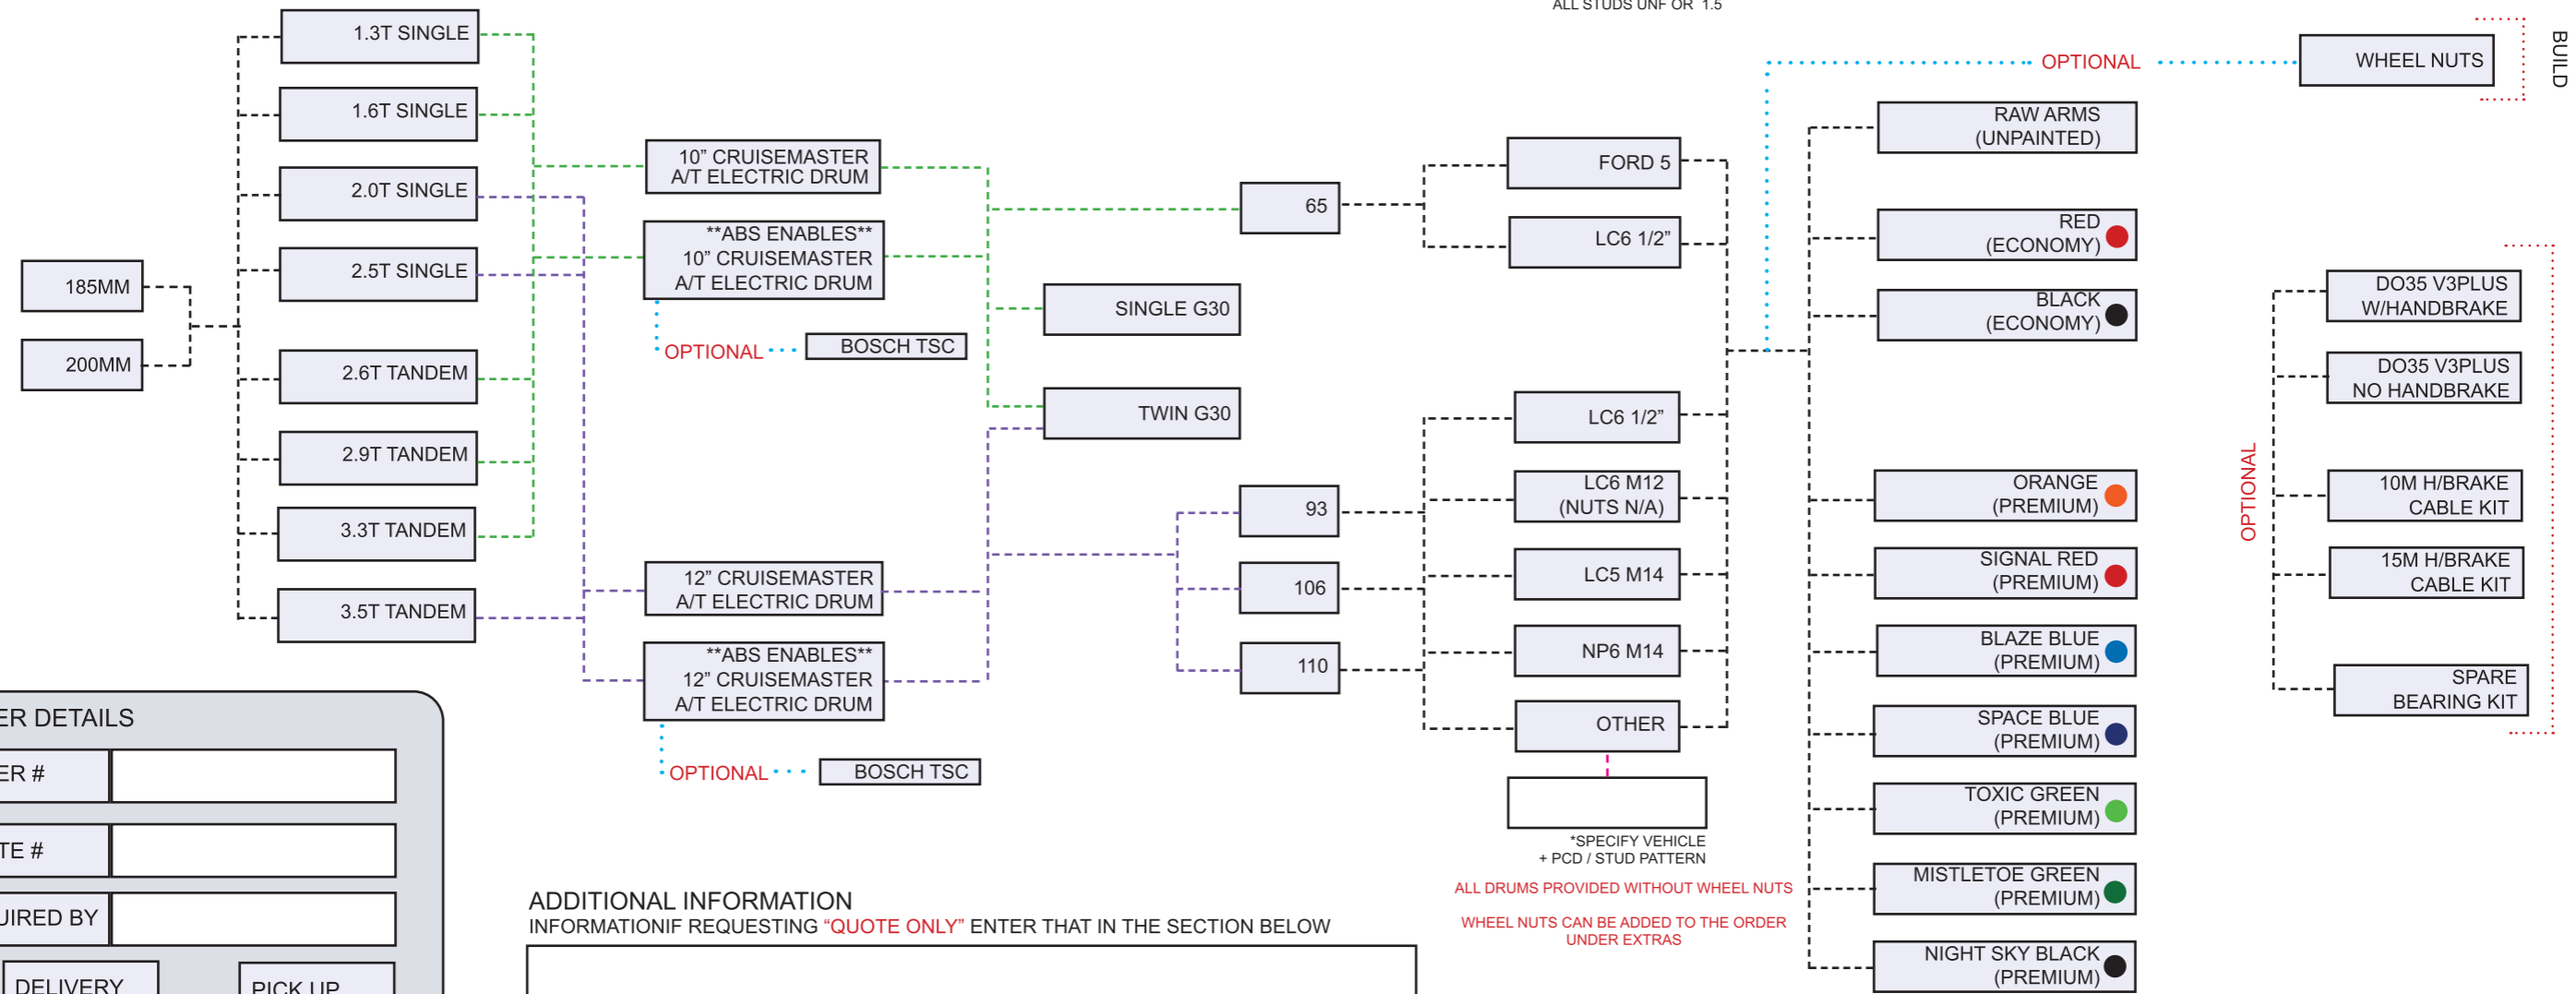 ALL STUDS UNF OR 1.5
BUILD
185MM
200MM
1.3T SINGLE
1.6T SINGLE
2.0T SINGLE
2.5T SINGLE
2.6T TANDEM
2.9T TANDEM
3.3T TANDEM
3.5T TANDEM
10” CRUISEMASTER
A/T ELECTRIC DRUM
**ABS ENABLES**
10” CRUISEMASTER
A/T ELECTRIC DRUM
OPTIONAL
BOSCH TSC
12” CRUISEMASTER
A/T ELECTRIC DRUM
**ABS ENABLES**
12” CRUISEMASTER
A/T ELECTRIC DRUM
OPTIONAL
BOSCH TSC
SINGLE G30
TWIN G30
65
93
106
110
FORD 5
LC6 1/2”
LC6 1/2”
LC6 M12
(NUTS N/A)
LC5 M14
NP6 M14
OTHER
*SPECIFY VEHICLE
+ PCD / STUD PATTERN
ALL DRUMS PROVIDED WITHOUT WHEEL NUTS
WHEEL NUTS CAN BE ADDED TO THE ORDER
UNDER EXTRAS
OPTIONAL
WHEEL NUTS
RAW ARMS
(UNPAINTED)
RED
(ECONOMY)
BLACK
(ECONOMY)
ORANGE
(PREMIUM)
SIGNAL RED
(PREMIUM)
BLAZE BLUE
(PREMIUM)
SPACE BLUE
(PREMIUM)
TOXIC GREEN
(PREMIUM)
MISTLETOE GREEN
(PREMIUM)
NIGHT SKY BLACK
(PREMIUM)
OPTIONAL
DO35 V3PLUS
W/HANDBRAKE
DO35 V3PLUS
NO HANDBRAKE
10M H/BRAKE
CABLE KIT
15M H/BRAKE
CABLE KIT
SPARE
BEARING KIT
ER DETAILS
ER #
TE #
UIRED BY
DELIVERY
PICK UP
ADDITIONAL INFORMATION
INFORMATIONIF REQUESTING “QUOTE ONLY” ENTER THAT IN THE SECTION BELOW